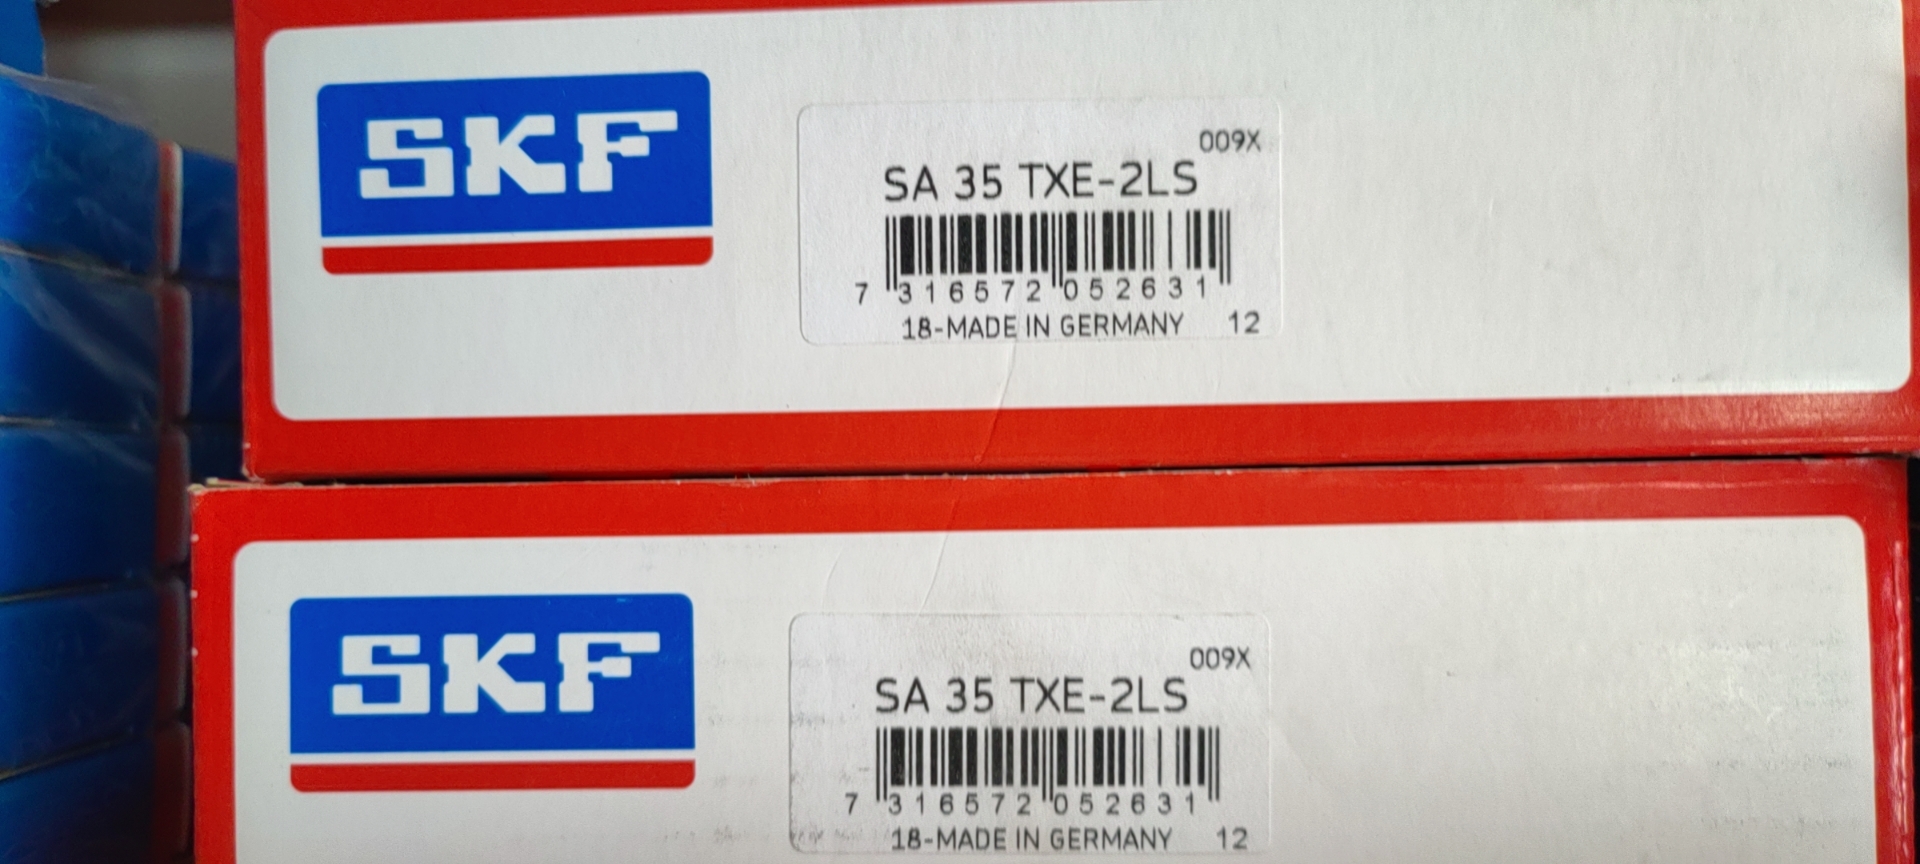 SKF
009X
SA 35 TXE-2LS
7 316572 052631
18-MADE IN GERMANY 12
SKF
009X
SA 35 TXE-2LS
7 316572 052631
18-MADE IN GERMANY 12